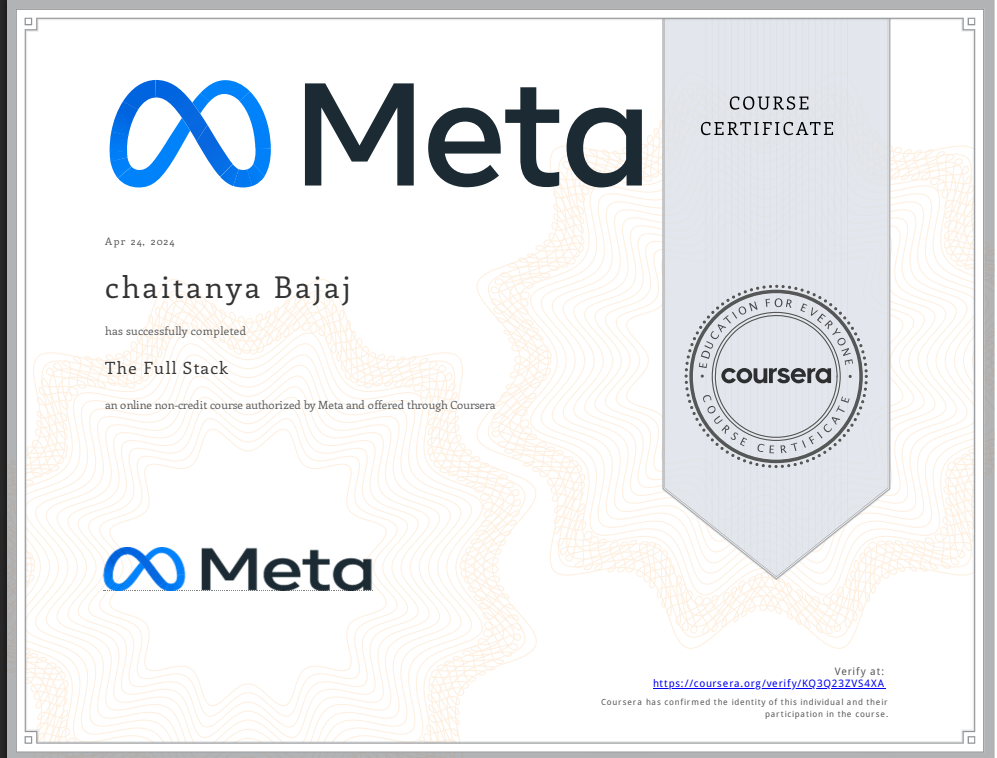 Meta
COURSE
CERTIFICATE
Apr 24, 2024
chaitanya Bajaj
has successfully completed
The Full Stack
an online non-credit course authorized by Meta and offered through Coursera
EDUCATION FOR EVERYONE
coursera
COURSE CERTIFICATE
Meta
Verify at:
https://coursera.org/verify/KQ3Q23ZVS4XA
Coursera has confirmed the identity of this individual and their
participation in the course.